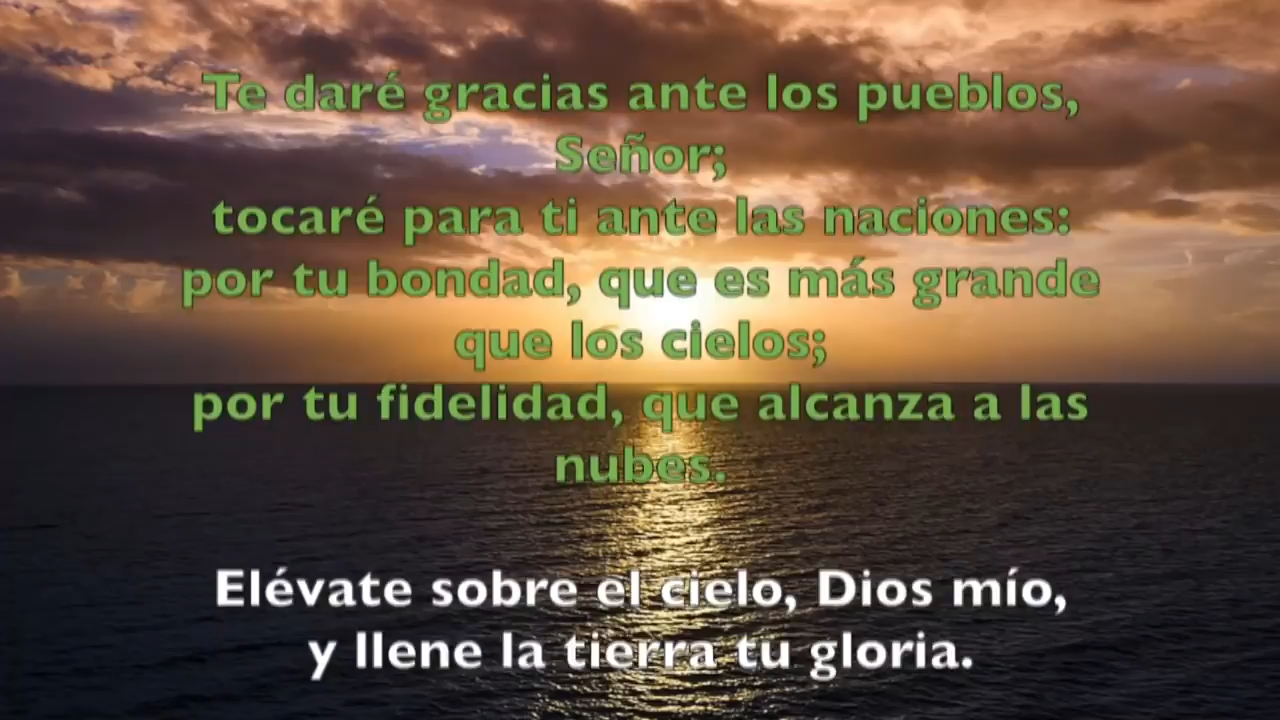 Te daré gracias ante los pueblos,
Señor;
tocaré para ti ante las naciones:
por tu bondad, que es más grande
que los cielos;
por tu fidelidad, que alcanza a las
nubes.
Elévate sobre el cielo, Dios mío,
y llene la tierra tu gloria.